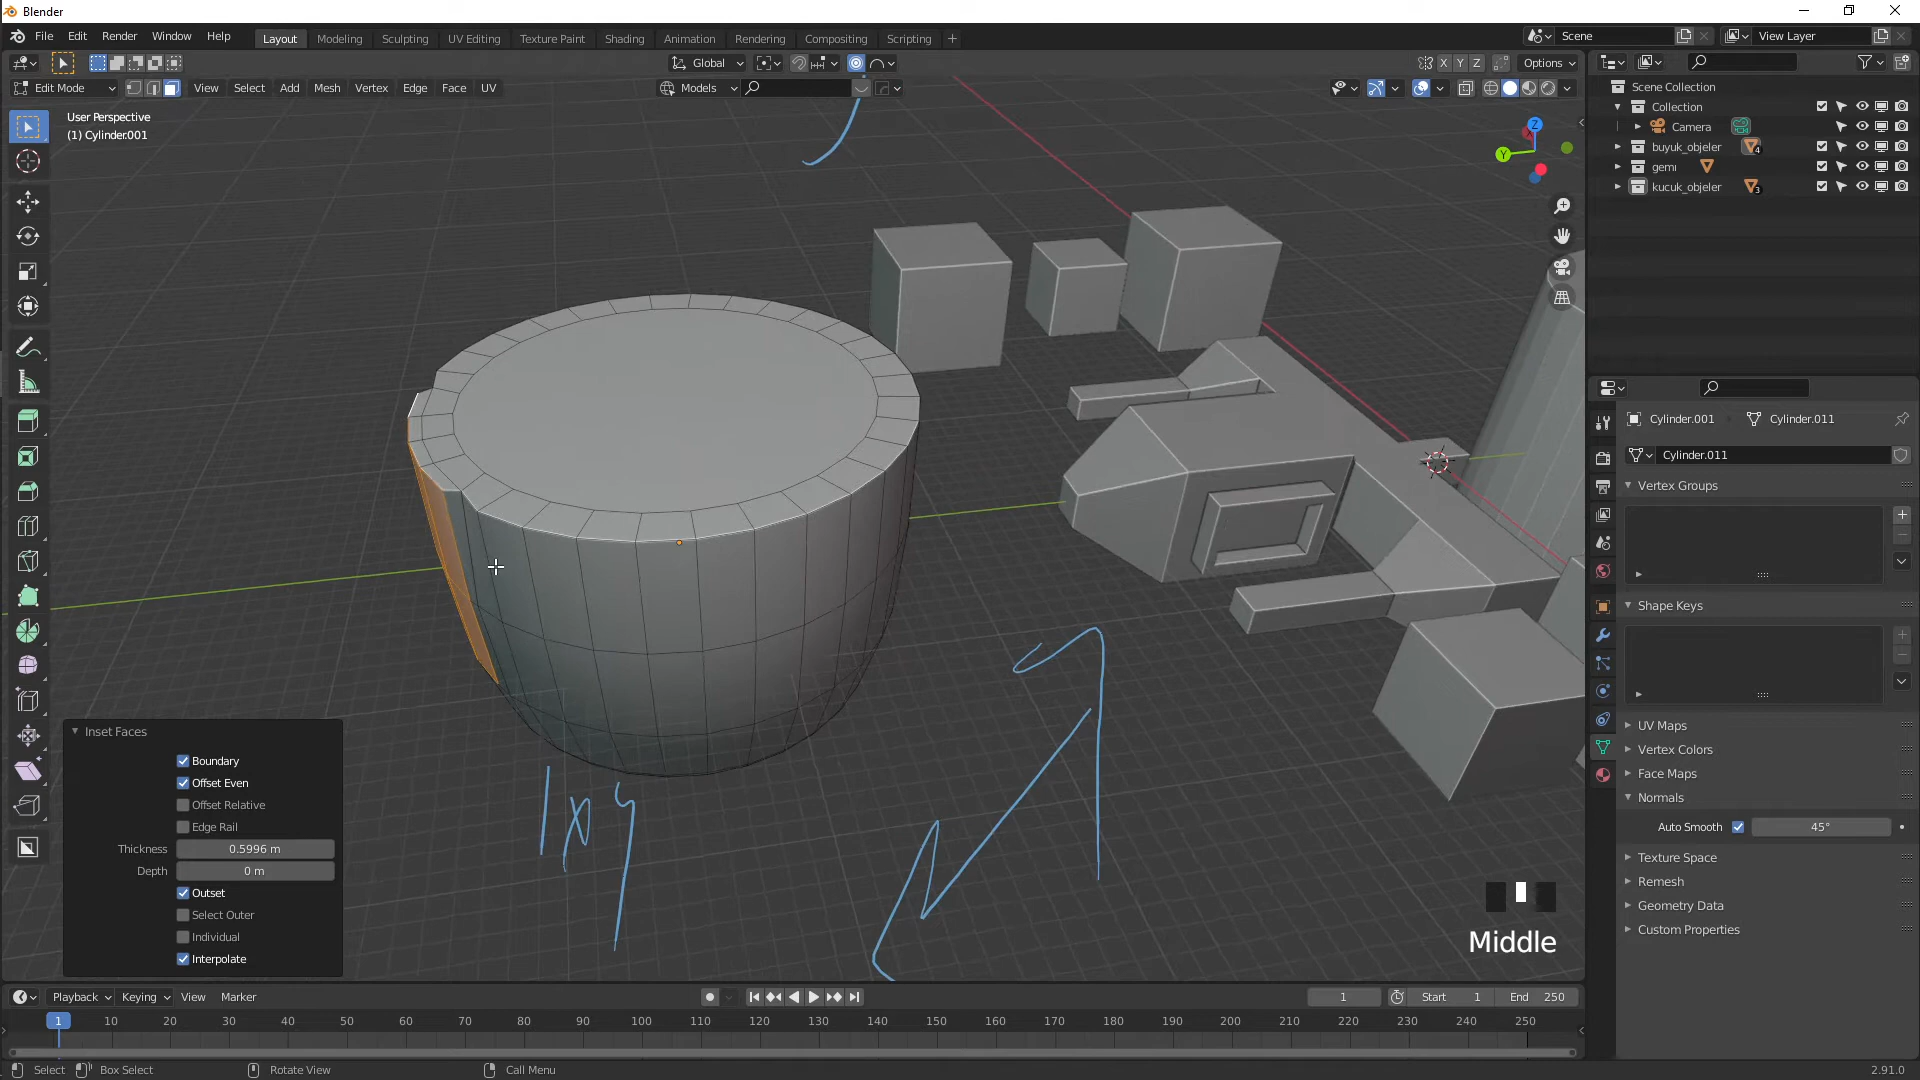 Blender
File Edit Render Window Help
Layout Modeling Sculpting UV Editing Texture Paint Shading Animation Rendering Compositing Scripting +
Scene
View Layer
Global
X Y Z
Options
Edit Mode
View Select Add Mesh Vertex Edge Face UV
Models
User Perspective
(1) Cylinder.001
Z
X
Y
Scene Collection
Collection
Camera
buyuk_objeler 4
gemi
kucuk_objeler 3
Cylinder.001
Cylinder.011
Cylinder.011
Vertex Groups
Shape Keys
UV Maps
Vertex Colors
Face Maps
Normals
Auto Smooth 45°
Texture Space
Remesh
Geometry Data
Custom Properties
Inset Faces
Boundary
Offset Even
Offset Relative
Edge Rail
Thickness 0.5996 m
Depth 0 m
Outset
Select Outer
Individual
Interpolate
Middle
Playback Keying View Marker
1
Start 1
End 250
1 10 20 30 40 50 60 70 80 90 100 110 120 130 140 150 160 170 180 190 200 210 220 230 240 250
Select
Box Select
Rotate View
Call Menu
2.91.0